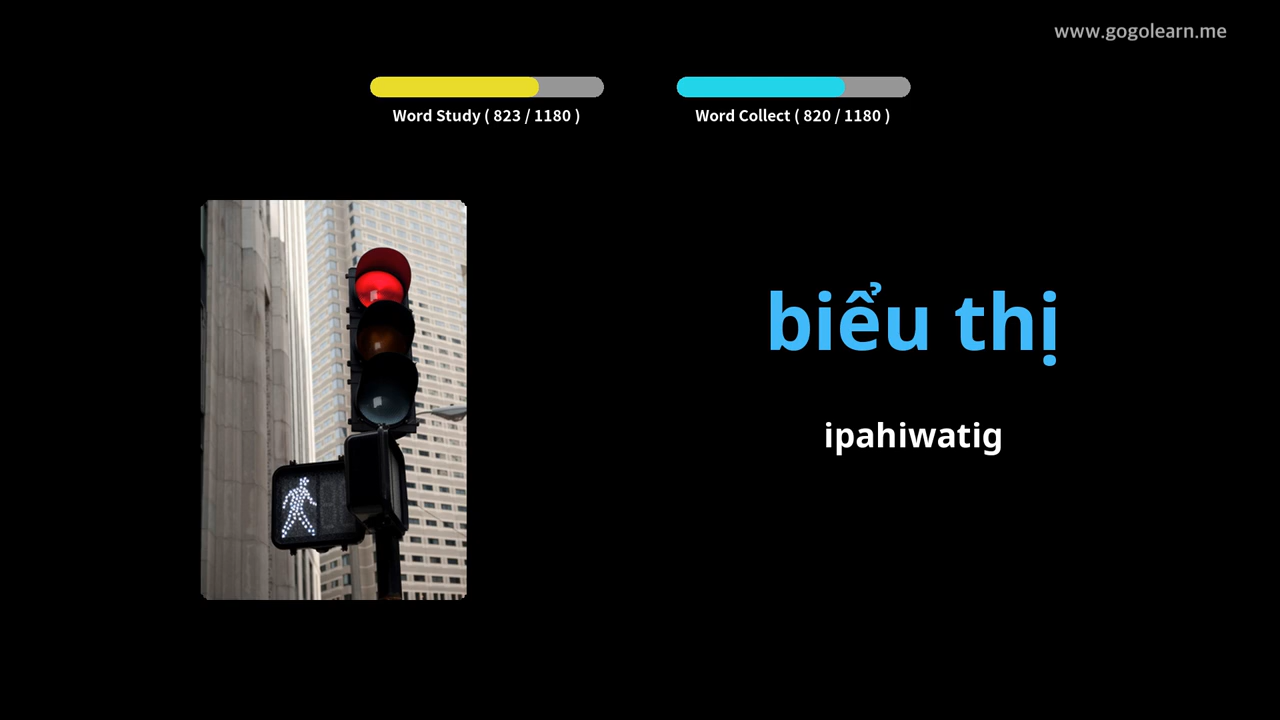 www.gogolearn.me
Word Study ( 823 / 1180 )
Word Collect ( 820 / 1180 )
biểu thị
ipahiwatig